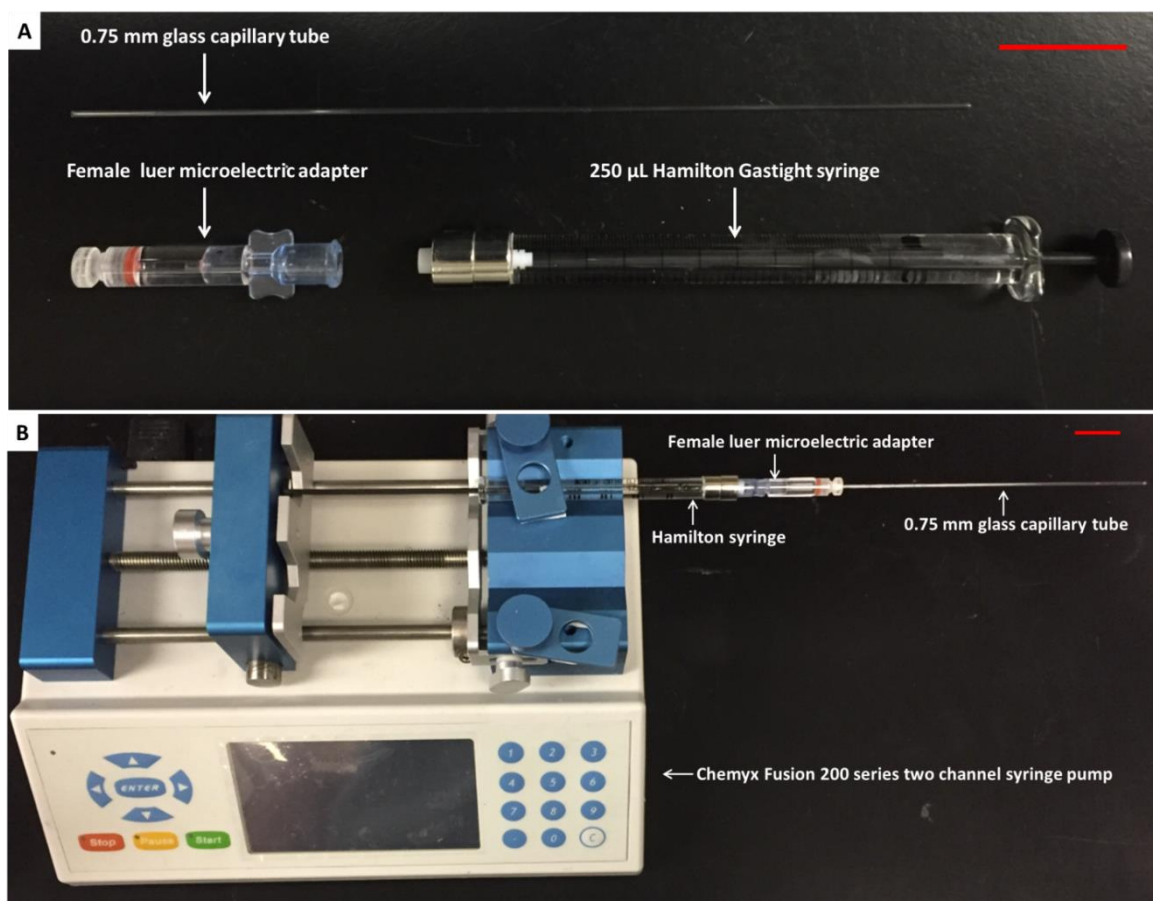 A
0.75 mm glass capillary tube
Female luer microelectric adapter
250 µL Hamilton Gastight syringe
B
Female luer microelectric adapter
Hamilton syringe
0.75 mm glass capillary tube
Chemyx Fusion 200 series two channel syringe pump
ENTER
Stop
Pause
Start
1 2 3
4 5 6
7 8 9
. 0 C